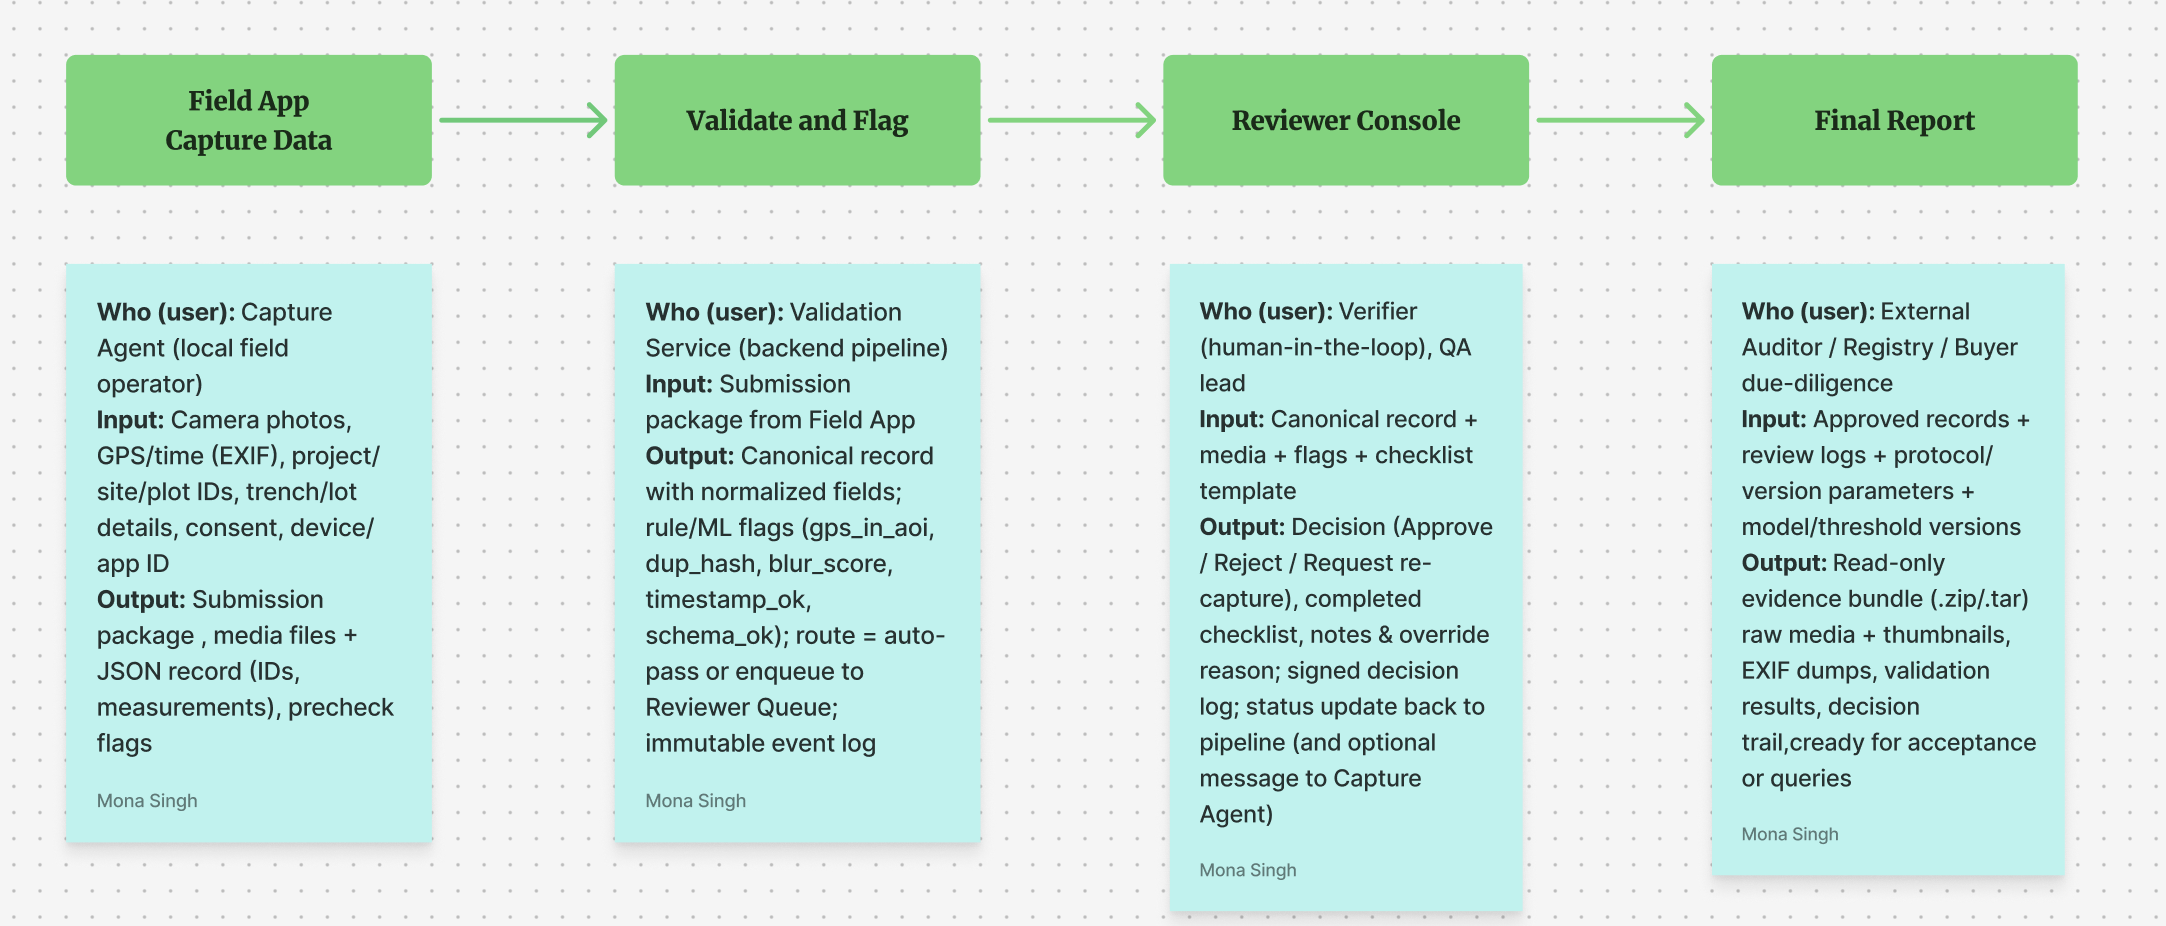 Field App
Capture Data
Validate and Flag
Reviewer Console
Final Report
Who (user): Capture
Agent (local field
operator)
Input: Camera photos,
GPS/time (EXIF), project/
site/plot IDs, trench/lot
details, consent, device/
app ID
Output: Submission
package , media files +
JSON record (IDs,
measurements), precheck
flags
Mona Singh
Who (user): Validation
Service (backend pipeline)
Input: Submission
package from Field App
Output: Canonical record
with normalized fields;
rule/ML flags (gps_in_aoi,
dup_hash, blur_score,
timestamp_ok,
schema_ok); route = auto-
pass or enqueue to
Reviewer Queue;
immutable event log
Mona Singh
Who (user): Verifier
(human-in-the-loop), QA
lead
Input: Canonical record +
media + flags + checklist
template
Output: Decision (Approve
/ Reject / Request re-
capture), completed
checklist, notes & override
reason; signed decision
log; status update back to
pipeline (and optional
message to Capture
Agent)
Mona Singh
Who (user): External
Auditor / Registry / Buyer
due-diligence
Input: Approved records +
review logs + protocol/
version parameters +
model/threshold versions
Output: Read-only
evidence bundle (.zip/.tar)
raw media + thumbnails,
EXIF dumps, validation
results, decision
trail,cready for acceptance
or queries
Mona Singh